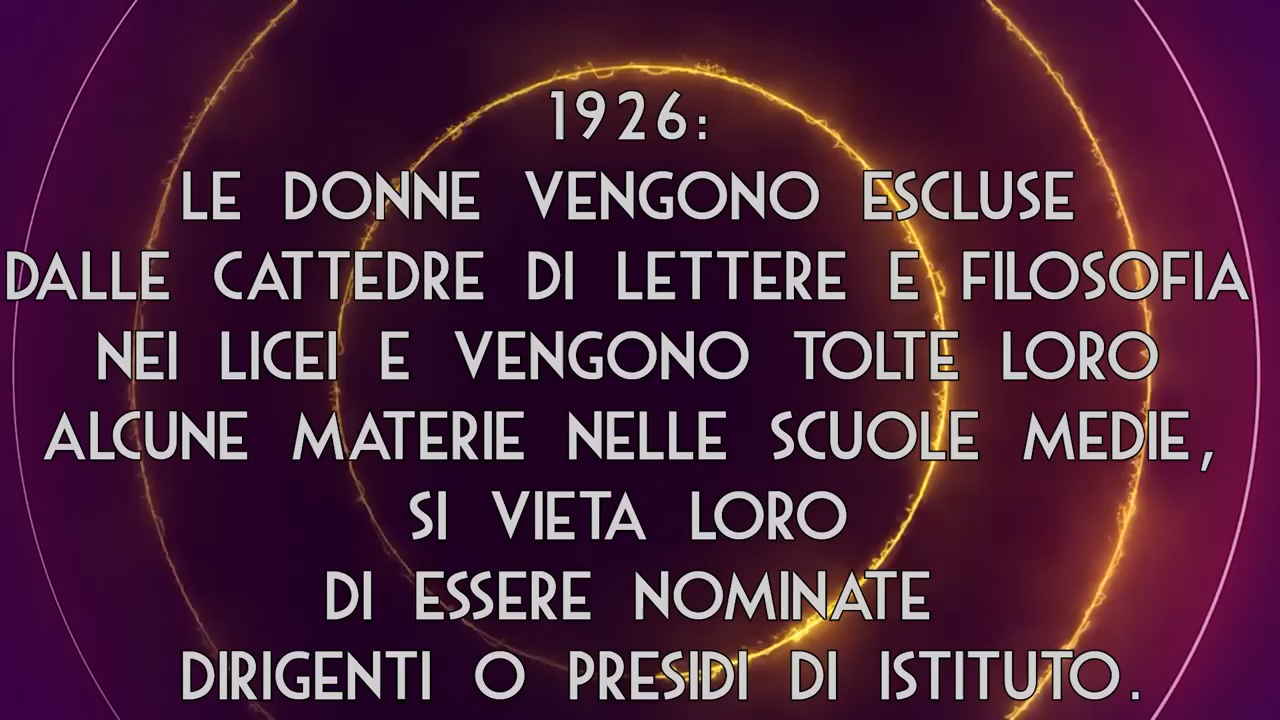 1926:
LE DONNE VENGONO ESCLUSE
DALLE CATTEDRE DI LETTERE E FILOSOFIA
NEI LICEI E VENGONO TOLTE LORO
ALCUNE MATERIE NELLE SCUOLE MEDIE,
SI VIETA LORO
DI ESSERE NOMINATE
DIRIGENTI O PRESIDI DI ISTITUTO.